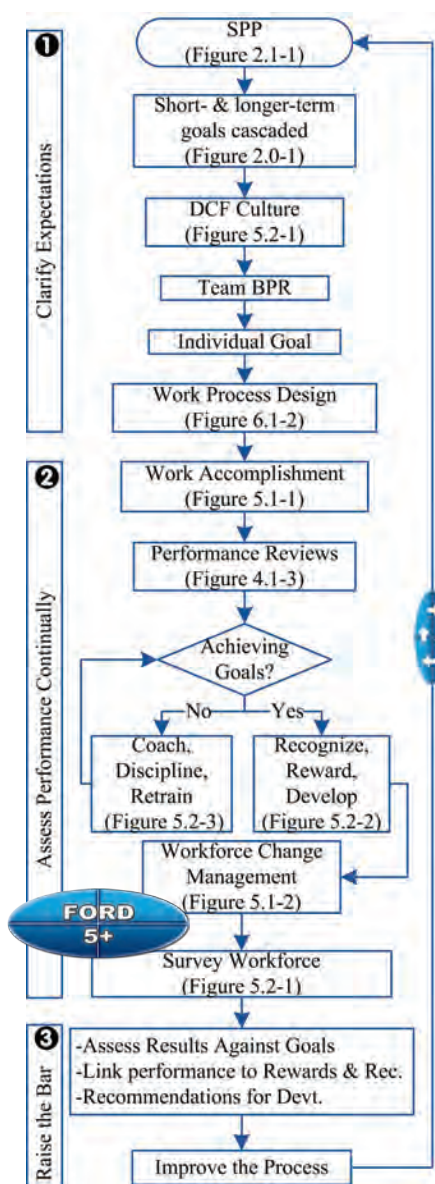 ❶
Clarify Expectations
SPP
(Figure 2.1-1)
Short- & longer-term
goals cascaded
(Figure 2.0-1)
DCF Culture
(Figure 5.2-1)
Team BPR
Individual Goal
Work Process Design
(Figure 6.1-2)
❷
Assess Performance Continually
Work Accomplishment
(Figure 5.1-1)
Performance Reviews
(Figure 4.1-3)
Achieving
Goals?
No
Yes
Coach,
Discipline,
Retrain
(Figure 5.2-3)
Recognize,
Reward,
Develop
(Figure 5.2-2)
Workforce Change
Management
(Figure 5.1-2)
FORD
5+
Survey Workforce
(Figure 5.2-1)
❸
Raise the Bar
-Assess Results Against Goals
-Link performance to Rewards & Rec.
-Recommendations for Devt.
Improve the Process